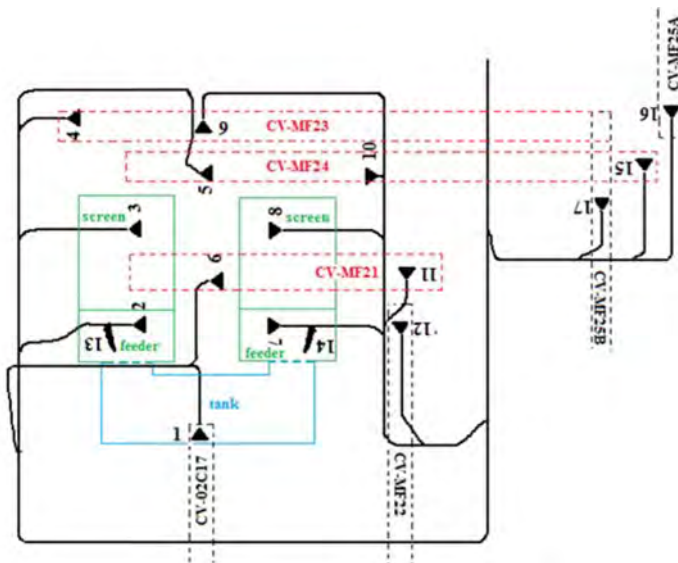 CV-MF25A
16
4
CV-MF23
9
10
5
CV-MF24
15
3
screen
8
screen
17
6
CV-MF21
11
2
13
feeder
7
feeder
14
12
CV-MF25B
tank
1
CV-02C17
CV-MF22